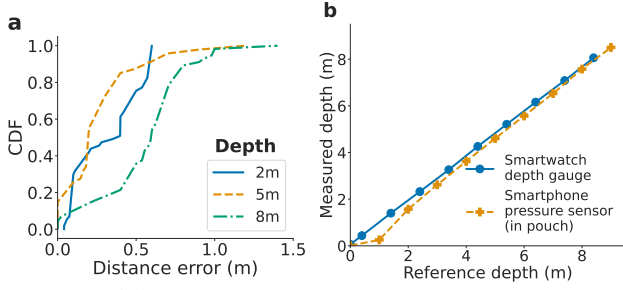 a
CDF
1.0
0.8
0.6
0.4
0.2
0.0
Depth
2m
5m
8m
0.0
0.5
1.0
1.5
Distance error (m)
b
Measured depth (m)
8
6
4
2
0
Smartwatch
depth gauge
Smartphone
pressure sensor
(in pouch)
0
2
4
6
8
Reference depth (m)